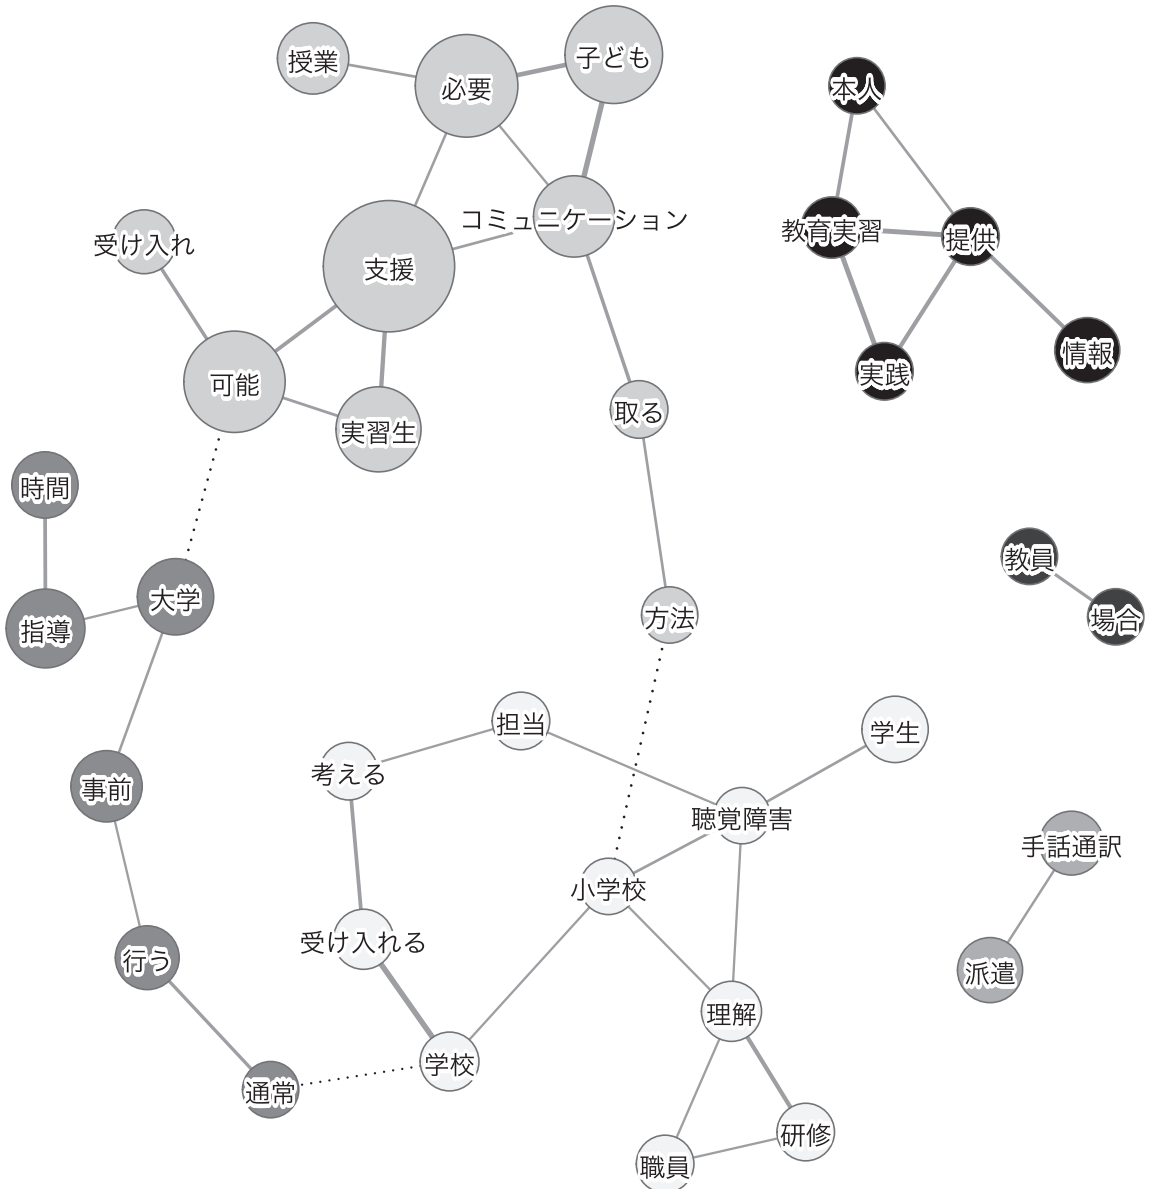 授業
必要
子ども
本人
受け入れ
コミュニケーション
教育実習
提供
支援
可能
実習生
取る
実践
情報
時間
大学
指導
方法
教員
場合
担当
学生
考える
事前
聴覚障害
手話通訳
小学校
受け入れる
行う
派遣
理解
学校
通常
研修
職員